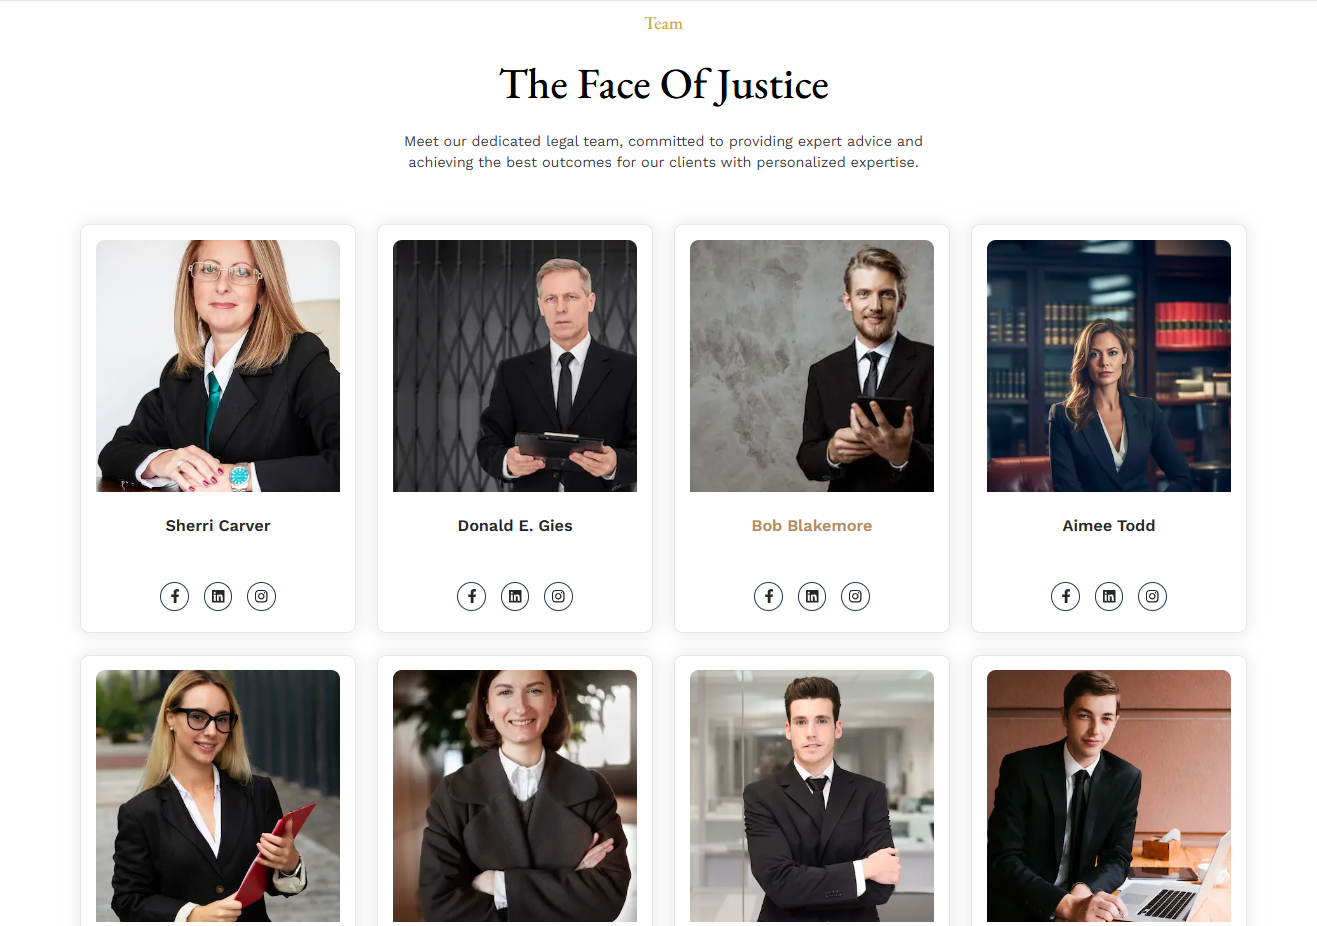 Team
The Face Of Justice
Meet our dedicated legal team, committed to providing expert advice and
achieving the best outcomes for our clients with personalized expertise.
Sherri Carver
Donald E. Gies
Bob Blakemore
Aimee Todd